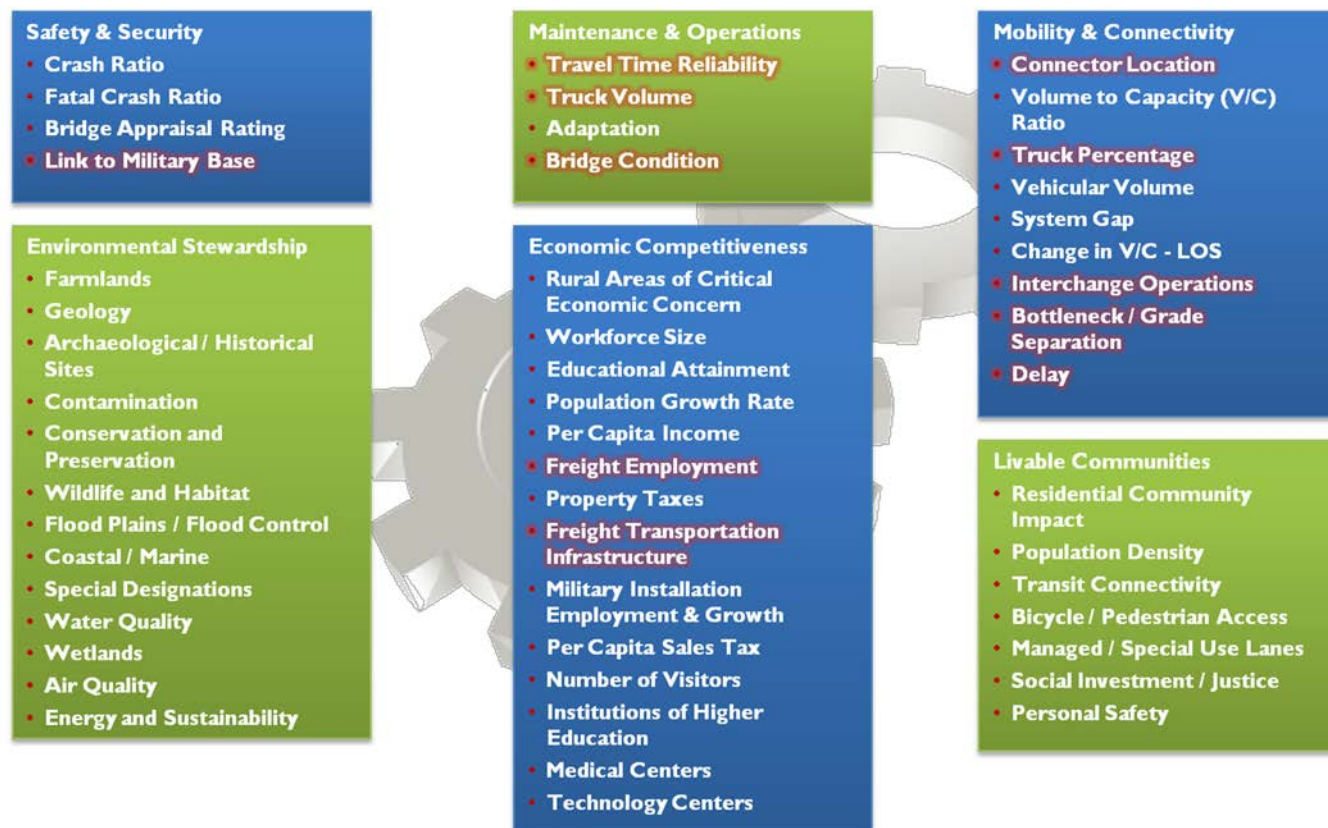 Safety & Security
• Crash Ratio
• Fatal Crash Ratio
• Bridge Appraisal Rating
• Link to Military Base
Environmental Stewardship
• Farmlands
• Geology
• Archaeological / Historical
Sites
• Contamination
• Conservation and
Preservation
• Wildlife and Habitat
• Flood Plains / Flood Control
• Coastal / Marine
• Special Designations
• Water Quality
• Wetlands
• Air Quality
• Energy and Sustainability
Maintenance & Operations
• Travel Time Reliability
• Truck Volume
• Adaptation
• Bridge Condition
Economic Competitiveness
• Rural Areas of Critical
Economic Concern
• Workforce Size
• Educational Attainment
• Population Growth Rate
• Per Capita Income
• Freight Employment
• Property Taxes
• Freight Transportation
Infrastructure
• Military Installation
Employment & Growth
• Per Capita Sales Tax
• Number of Visitors
• Institutions of Higher
Education
• Medical Centers
• Technology Centers
Mobility & Connectivity
• Connector Location
• Volume to Capacity (V/C)
Ratio
• Truck Percentage
• Vehicular Volume
• System Gap
• Change in V/C - LOS
• Interchange Operations
• Bottleneck / Grade
Separation
• Delay
Livable Communities
• Residential Community
Impact
• Population Density
• Transit Connectivity
• Bicycle / Pedestrian Access
• Managed / Special Use Lanes
• Social Investment / Justice
• Personal Safety